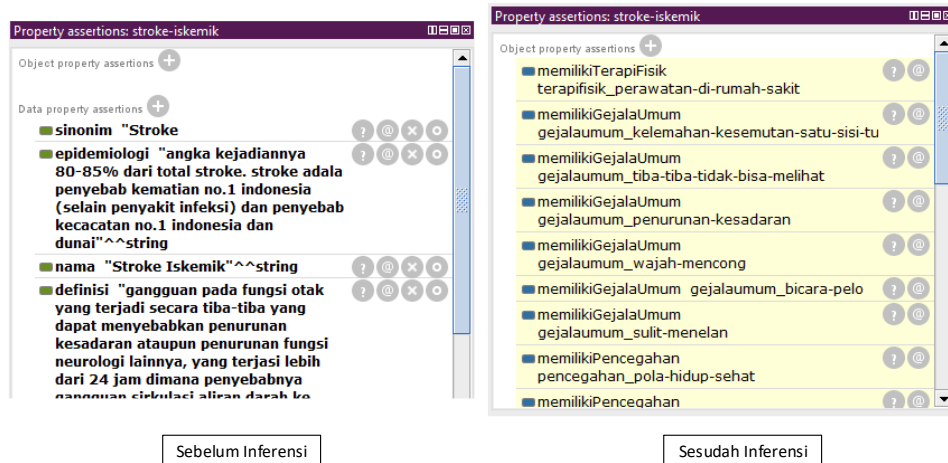 Property assertions: stroke-iskemik
Object property assertions
Data property assertions
sinonim "Stroke
epidemiologi "angka kejadiannya
80-85% dari total stroke. stroke adala
penyebab kematian no.1 indonesia
(selain penyakit infeksi) dan penyebab
kecacatan no.1 indonesia dan
dunai"^^string
nama "Stroke Iskemik"^^string
definisi "gangguan pada fungsi otak
yang terjadi secara tiba-tiba yang
dapat menyebabkan penurunan
kesadaran ataupun penurunan fungsi
neurologi lainnya, yang terjasi lebih
dari 24 jam dimana penyebabnya
gangguan sirkulasi aliran darah ke
Sebelum Inferensi
Property assertions: stroke-iskemik
Object property assertions
memilikiTerapiFisik
terapifisik_perawatan-di-rumah-sakit
memilikiGejalaUmum
gejalaumum_kelemahan-kesemutan-satu-sisi-tu
memilikiGejalaUmum
gejalaumum_tiba-tiba-tidak-bisa-melihat
memilikiGejalaUmum
gejalaumum_penurunan-kesadaran
memilikiGejalaUmum
gejalaumum_wajah-mencong
memilikiGejalaUmum gejalaumum_bicara-pelo
memilikiGejalaUmum
gejalaumum_sulit-menelan
memilikiPencegahan
pencegahan_pola-hidup-sehat
memilikiPencegahan
Sesudah Inferensi